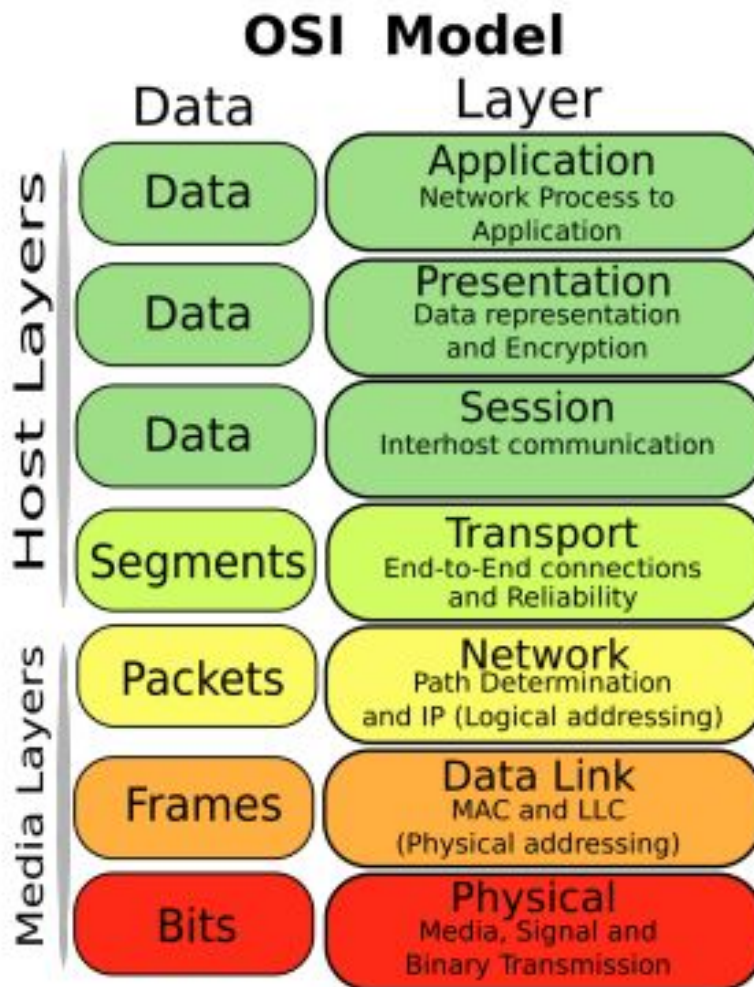 OSI Model
Data
Layer
Host Layers
Data
Application
Network Process to
Application
Data
Presentation
Data representation
and Encryption
Data
Session
Interhost communication
Segments
Transport
End-to-End connections
and Reliability
Media Layers
Packets
Network
Path Determination
and IP (Logical addressing)
Frames
Data Link
MAC and LLC
(Physical addressing)
Bits
Physical
Media, Signal and
Binary Transmission